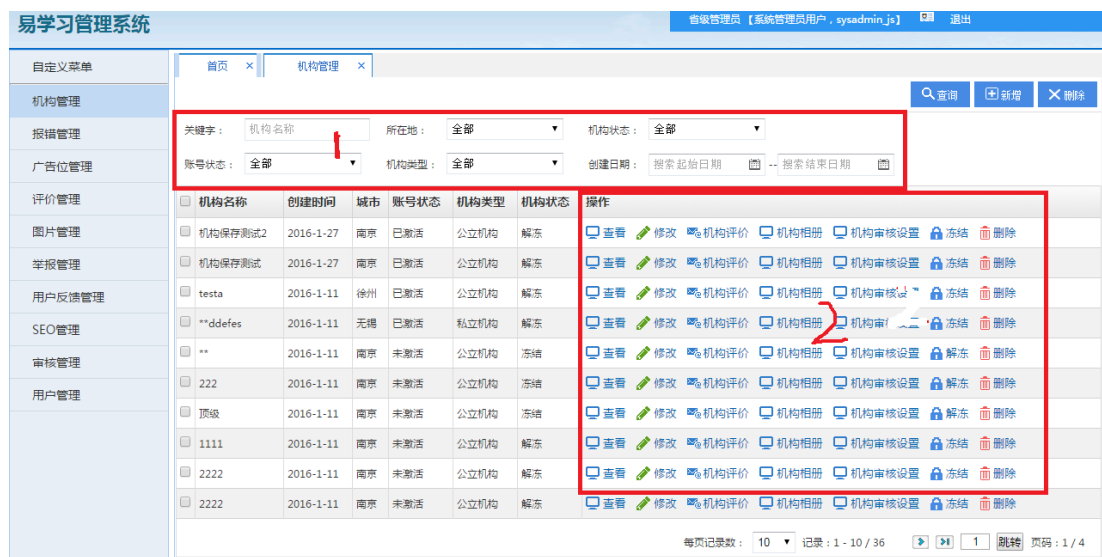 易学习管理系统
省级管理员 【系统管理员用户，sysadmin_js】 退出
自定义菜单
首页 × 机构管理 ×
机构管理
查询 新增 删除
关键字： 机构名称 所在地： 全部 机构状态： 全部
1
报错管理
广告位管理
账号状态： 全部 机构类型： 全部 创建日期： 搜索起始日期 -- 搜索结束日期
评价管理
机构名称 创建时间 城市 账号状态 机构类型 机构状态 操作
图片管理
机构保存测试2 2016-1-27 南京 已激活 公立机构 解冻 查看 修改 机构评价 机构相册 机构审核设置 冻结 删除
举报管理
机构保存测试 2016-1-27 南京 已激活 公立机构 解冻 查看 修改 机构评价 机构相册 机构审核设置 冻结 删除
用户反馈管理
testa 2016-1-11 徐州 已激活 公立机构 解冻 查看 修改 机构评价 机构相册 机构审核 冻结 删除
SEO管理
**ddefes 2016-1-11 无锡 已激活 私立机构 解冻 查看 修改 机构评价 机构相册 机构审核设置 冻结 删除
2
审核管理
** 2016-1-11 南京 未激活 公立机构 冻结 查看 修改 机构评价 机构相册 机构审核设置 解冻 删除
222 2016-1-11 南京 未激活 公立机构 冻结 查看 修改 机构评价 机构相册 机构审核设置 解冻 删除
用户管理
顶级 2016-1-11 南京 未激活 公立机构 冻结 查看 修改 机构评价 机构相册 机构审核设置 解冻 删除
1111 2016-1-11 南京 未激活 公立机构 解冻 查看 修改 机构评价 机构相册 机构审核设置 冻结 删除
2222 2016-1-11 南京 未激活 公立机构 解冻 查看 修改 机构评价 机构相册 机构审核设置 冻结 删除
2222 2016-1-11 南京 未激活 公立机构 解冻 查看 修改 机构评价 机构相册 机构审核设置 冻结 删除
每页记录数： 10 记录：1 - 10 / 36 1 跳转 页码：1 / 4